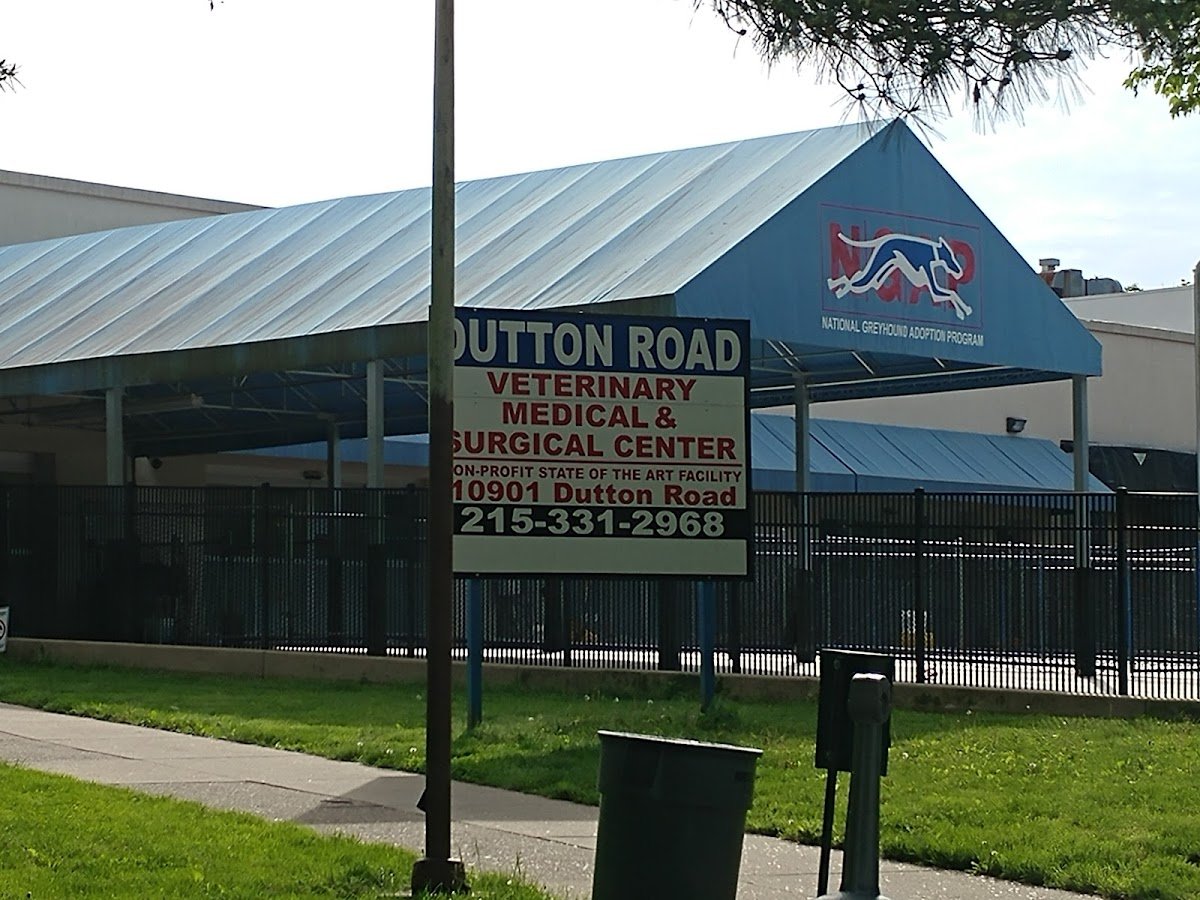 NGAP
NATIONAL GREYHOUND ADOPTION PROGRAM
DUTTON ROAD
VETERINARY
MEDICAL &
SURGICAL CENTER
ON-PROFIT STATE OF THE ART FACILITY
10901 Dutton Road
215-331-2968